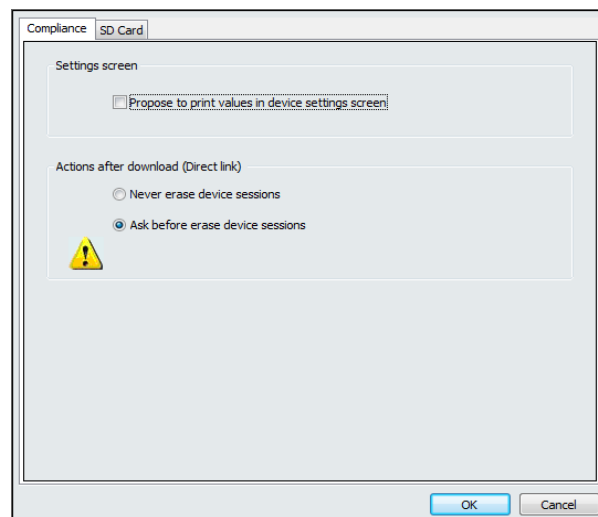 Compliance SD Card
Settings screen
Propose to print values in device settings screen
Actions after download (Direct link)
Never erase device sessions
Ask before erase device sessions
OK Cancel